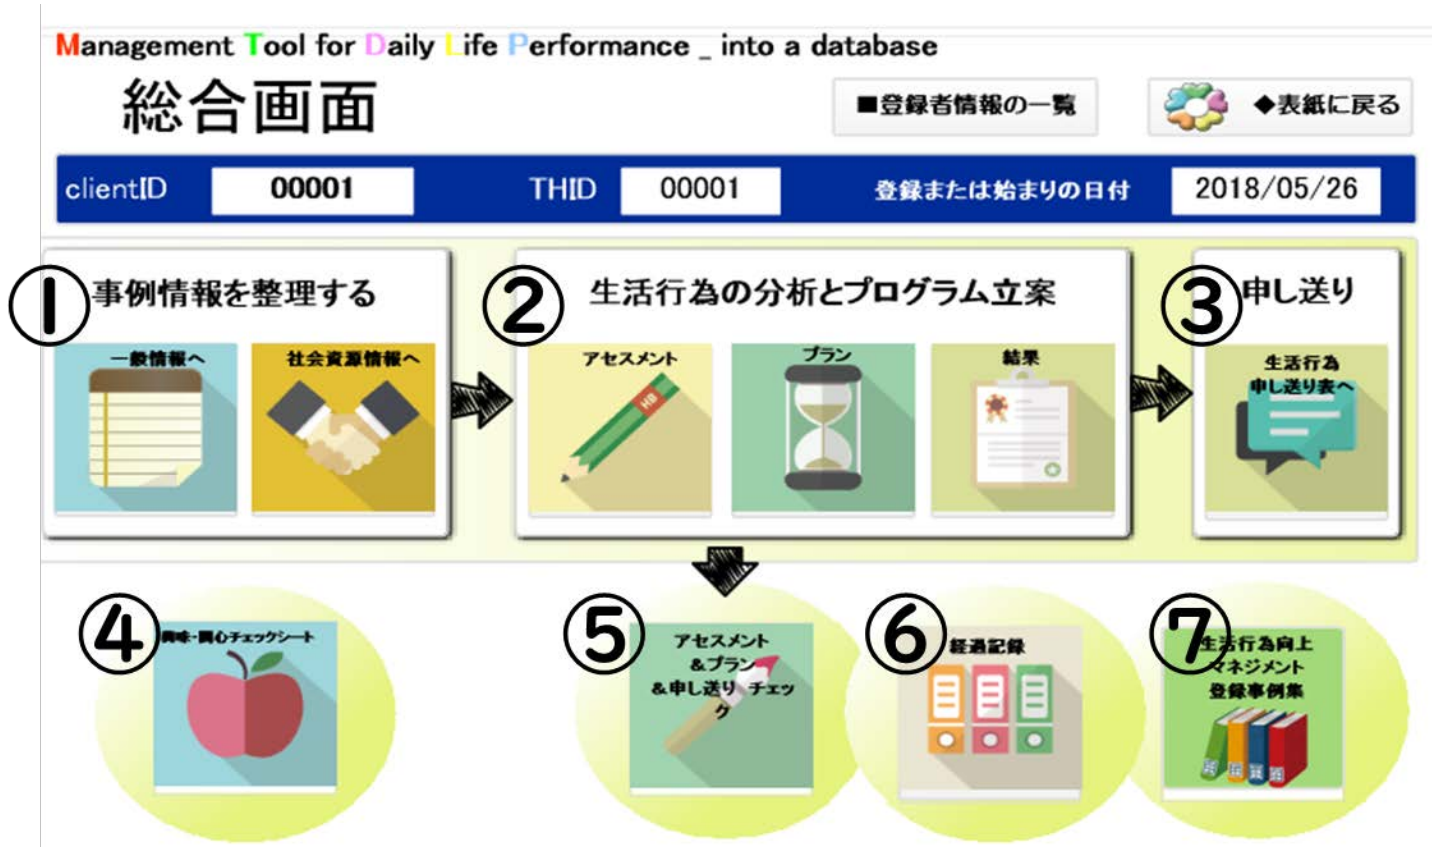 Management Tool for Daily Life Performance _ into a database
総合画面
■登録者情報の一覧
◆表紙に戻る
clientID 00001 THID 00001 登録または始まりの日付 2018/05/26
① 事例情報を整理する
一般情報へ
社会資源情報へ
② 生活行為の分析とプログラム立案
アセスメント
HB
プラン
結果
③ 申し送り
生活行為
申し送り表へ
④ 興味・関心チェックシート
⑤ アセスメント
&プラン
&申し送り チェッ
ク
⑥ 経過記録
⑦ 生活行為向上
マネジメント
登録事例集